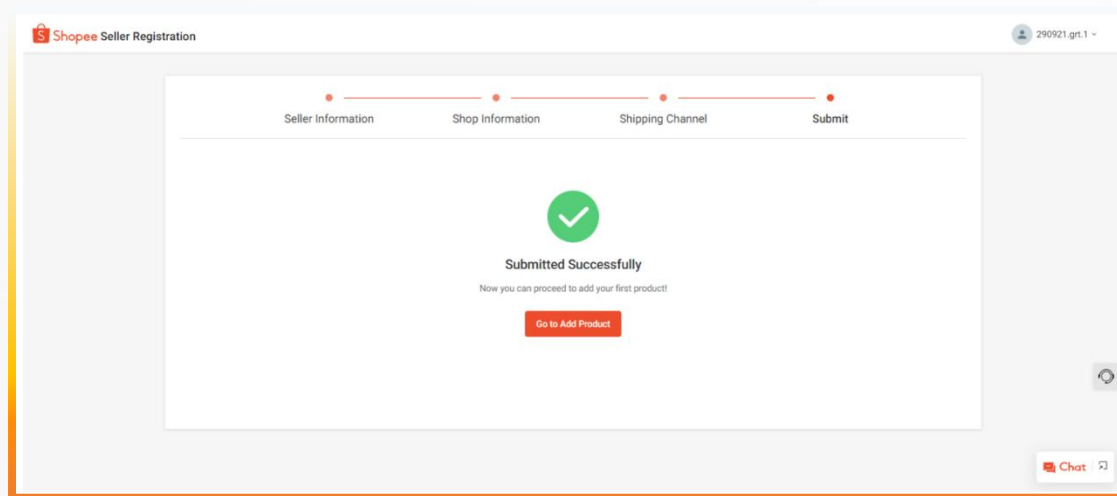 S Shopee Seller Registration
290921.grt.1
Seller Information
Shop Information
Shipping Channel
Submit
Submitted Successfully
Now you can proceed to add your first product!
Go to Add Product
Chat